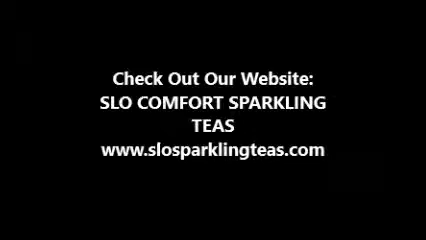 Check Out Our Website:
SLO COMFORT SPARKLING
TEAS
www.slosparklingteas.com